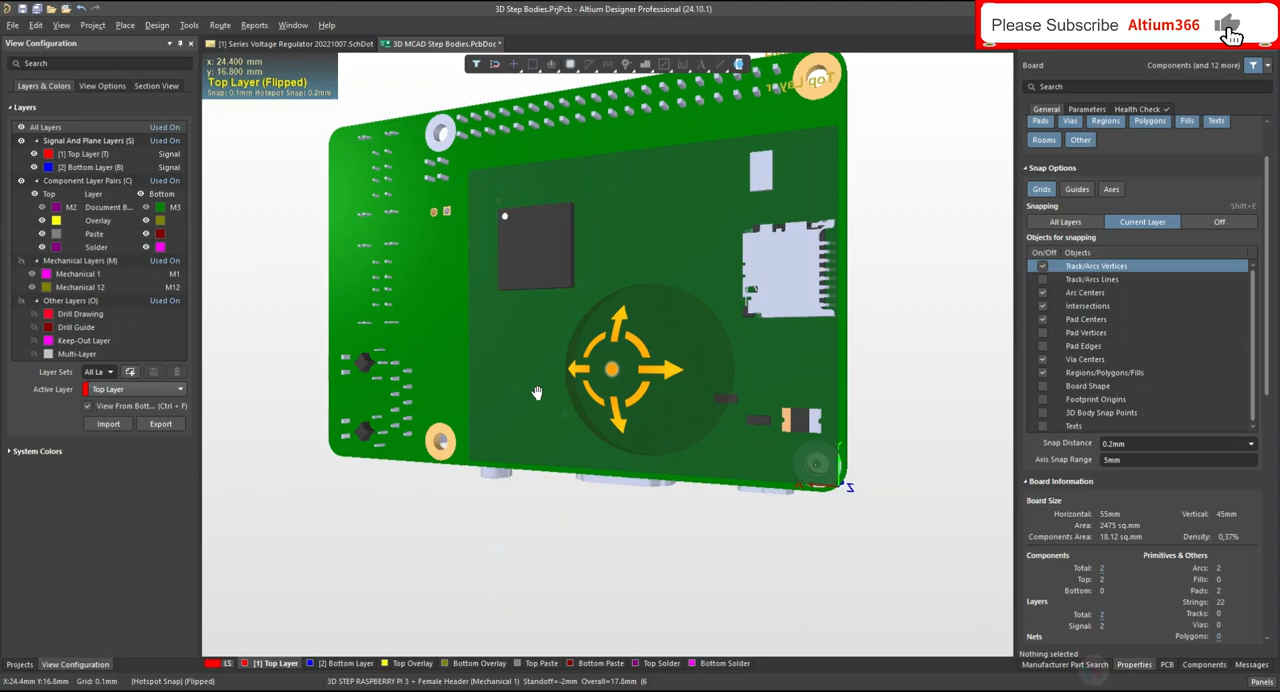 3D Step Bodies.PrjPcb - Altium Designer Professional (24.10.1)
Please Subscribe Altium366
File Edit View Project Place Design Tools Route Reports Window Help
View Configuration
[1] Series Voltage Regulator 20221007.SchDot
3D MCAD Step Bodies.PcbDoc *
Search
Layers & Colors View Options Section View
Layers
All Layers Used On
Signal And Plane Layers (S) Used On
[1] Top Layer (T) Signal
[2] Bottom Layer (B) Signal
Component Layer Pairs (C) Used On
Top Layer Bottom
M2 Document B... M3
Overlay
Paste
Solder
Mechanical Layers (M) Used On
Mechanical 1 M1
Mechanical 12 M12
Other Layers (O) Used On
Drill Drawing
Drill Guide
Keep-Out Layer
Multi-Layer
Layer Sets All La
Active Layer Top Layer
View From Bott... (Ctrl + F)
Import Export
System Colors
Projects View Configuration
x: 24.400 mm
y: 16.800 mm
Top Layer (Flipped)
Snap: 0.1mm Hotspot Snap: 0.2mm
Top Layer
X
Z
LS [1] Top Layer [2] Bottom Layer Top Overlay Bottom Overlay Top Paste Bottom Paste Top Solder Bottom Solder
Board Components (and 12 more)
Search
General Parameters Health Check
Pads Vias Regions Polygons Fills Texts
Rooms Other
Snap Options
Grids Guides Axes
Snapping Shift+E
All Layers Current Layer Off
Objects for snapping
On/Off Objects
Track/Arcs Vertices
Track/Arcs Lines
Arc Centers
Intersections
Pad Centers
Pad Vertices
Pad Edges
Via Centers
Regions/Polygons/Fills
Board Shape
Footprint Origins
3D Body Snap Points
Texts
Snap Distance 0.2mm
Axis Snap Range 5mm
Board Information
Board Size
Horizontal: 55mm Vertical: 45mm
Area: 2475 sq.mm
Components Area: 18.12 sq.mm Density: 0,37%
Components Primitives & Others
Total: 2 Arcs: 2
Top: 2 Fills: 0
Bottom: 0 Pads: 2
Layers Strings: 22
Total: 2 Tracks: 0
Signal: 2 Vias: 0
Nets Polygons: 0
Nothing selected
Manufacturer Part Search Properties PCB Components Messages
X:24.4mm Y:16.8mm Grid: 0.1mm (Hotspot Snap) (Flipped) 3D STEP RASPBERRY PI 3 + Female Header (Mechanical 1) Standoff=-2mm Overall=17.8mm (6 Panels